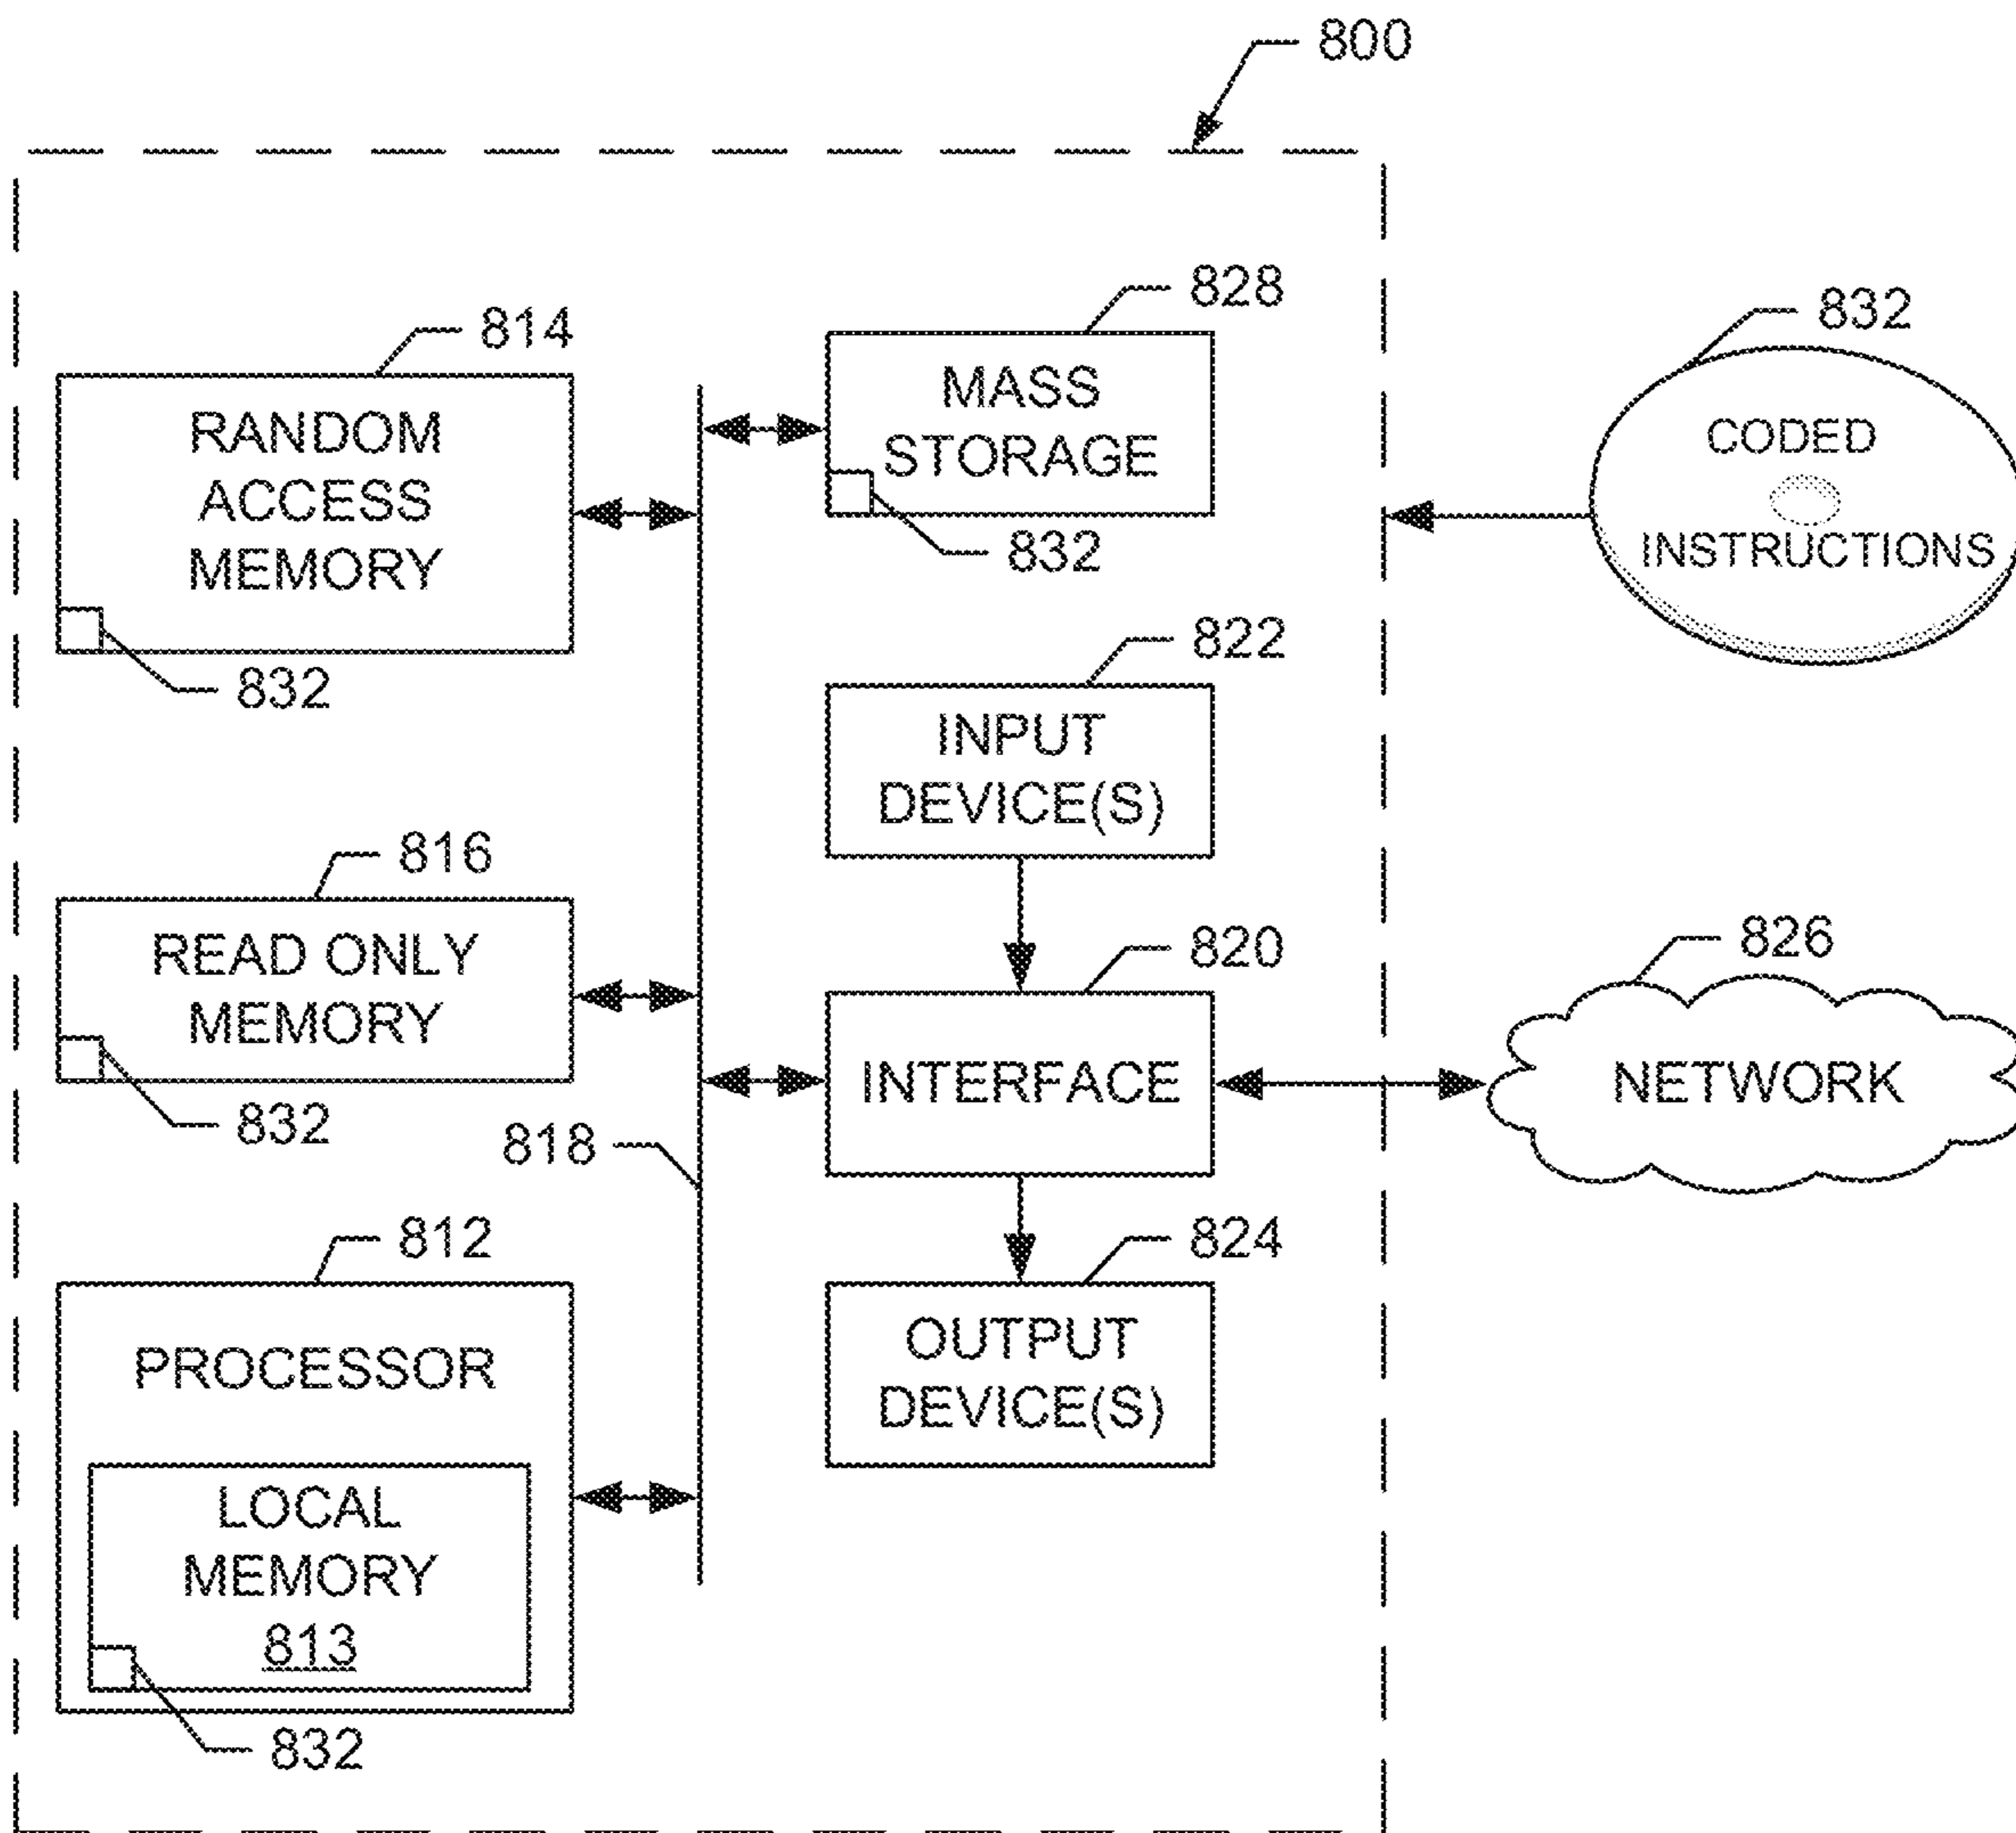 800
828
832
814
MASS
STORAGE
RANDOM
ACCESS
MEMORY
CODED
INSTRUCTIONS
832
832
822
INPUT
DEVICE(S)
816
READ ONLY
MEMORY
820
826
INTERFACE
NETWORK
832
818
812
824
PROCESSOR
OUTPUT
DEVICE(S)
LOCAL
MEMORY
813
832